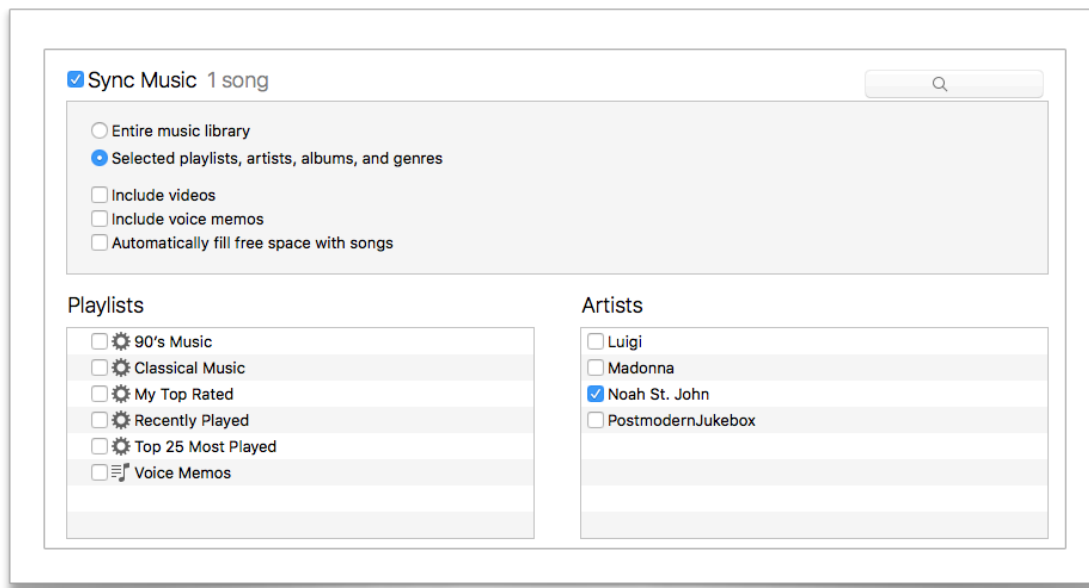 Sync Music 1 song
Entire music library
Selected playlists, artists, albums, and genres
Include videos
Include voice memos
Automatically fill free space with songs
Playlists
90's Music
Classical Music
My Top Rated
Recently Played
Top 25 Most Played
Voice Memos
Artists
Luigi
Madonna
Noah St. John
PostmodernJukebox